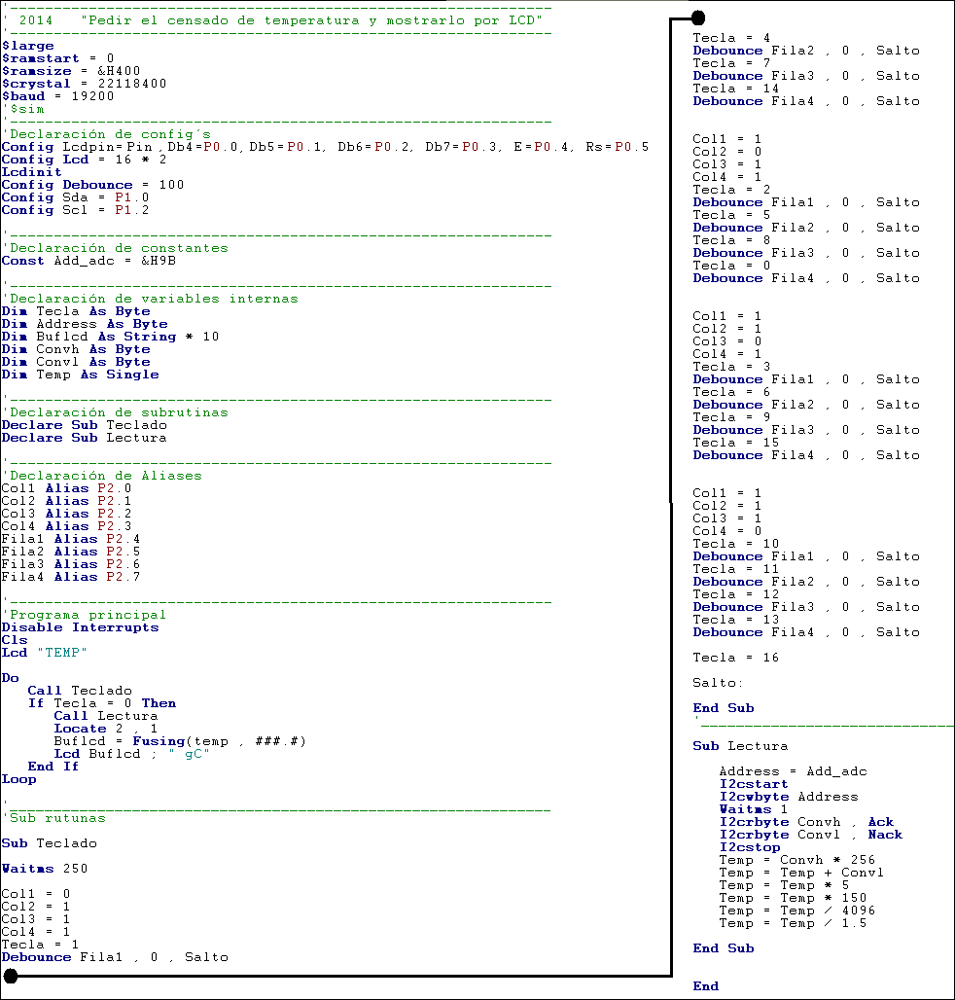 '--------------------------------------------------------------
' 2014   "Pedir el censado de temperatura y mostrarlo por LCD"
'--------------------------------------------------------------
$large
$ramstart = 0
$ramsize = &H400
$crystal = 22118400
$baud = 19200
'$sim
'--------------------------------------------------------------
'Declaración de config´s
Config Lcdpin=Pin ,Db4=P0.0,Db5=P0.1, Db6=P0.2, Db7=P0.3, E=P0.4, Rs=P0.5
Config Lcd = 16 * 2
Lcdinit
Config Debounce = 100
Config Sda = P1.0
Config Scl = P1.2
'--------------------------------------------------------------
'Declaración de constantes
Const Add_adc = &H9B
'--------------------------------------------------------------
'Declaración de variables internas
Dim Tecla As Byte
Dim Address As Byte
Dim Buflcd As String * 10
Dim Convh As Byte
Dim Convl As Byte
Dim Temp As Single
'--------------------------------------------------------------
'Declaración de subrutinas
Declare Sub Teclado
Declare Sub Lectura
'--------------------------------------------------------------
'Declaración de Aliases
Col1 Alias P2.0
Col2 Alias P2.1
Col3 Alias P2.2
Col4 Alias P2.3
Fila1 Alias P2.4
Fila2 Alias P2.5
Fila3 Alias P2.6
Fila4 Alias P2.7
'--------------------------------------------------------------
'Programa principal
Disable Interrupts
Cls
Lcd "TEMP"
Do
Call Teclado
If Tecla = 0 Then
Call Lectura
Locate 2 , 1
Buflcd = Fusing(temp , ###.#)
Lcd Buflcd ; " gC"
End If
Loop
'--------------------------------------------------------------
'Sub rutunas
Sub Teclado
Waitms 250
Col1 = 0
Col2 = 1
Col3 = 1
Col4 = 1
Tecla = 1
Debounce Fila1 , 0 , Salto
Tecla = 4
Debounce Fila2 , 0 , Salto
Tecla = 7
Debounce Fila3 , 0 , Salto
Tecla = 14
Debounce Fila4 , 0 , Salto
Col1 = 1
Col2 = 0
Col3 = 1
Col4 = 1
Tecla = 2
Debounce Fila1 , 0 , Salto
Tecla = 5
Debounce Fila2 , 0 , Salto
Tecla = 8
Debounce Fila3 , 0 , Salto
Tecla = 0
Debounce Fila4 , 0 , Salto
Col1 = 1
Col2 = 1
Col3 = 0
Col4 = 1
Tecla = 3
Debounce Fila1 , 0 , Salto
Tecla = 6
Debounce Fila2 , 0 , Salto
Tecla = 9
Debounce Fila3 , 0 , Salto
Tecla = 15
Debounce Fila4 , 0 , Salto
Col1 = 1
Col2 = 1
Col3 = 1
Col4 = 0
Tecla = 10
Debounce Fila1 , 0 , Salto
Tecla = 11
Debounce Fila2 , 0 , Salto
Tecla = 12
Debounce Fila3 , 0 , Salto
Tecla = 13
Debounce Fila4 , 0 , Salto
Tecla = 16
Salto:
End Sub
'-----------------------------
Sub Lectura
Address = Add_adc
I2cstart
I2cwbyte Address
Waitms 1
I2crbyte Convh , Ack
I2crbyte Convl , Nack
I2cstop
Temp = Convh * 256
Temp = Temp + Convl
Temp = Temp * 5
Temp = Temp * 150
Temp = Temp / 4096
Temp = Temp / 1.5
End Sub
End